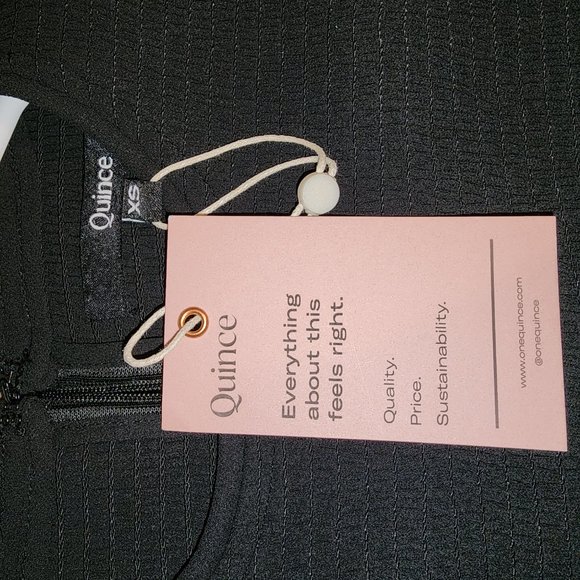 Quince
XS
Quince
Everything
about this
feels right.
Quality.
Price.
Sustainability.
www.onequince.com
@onequince